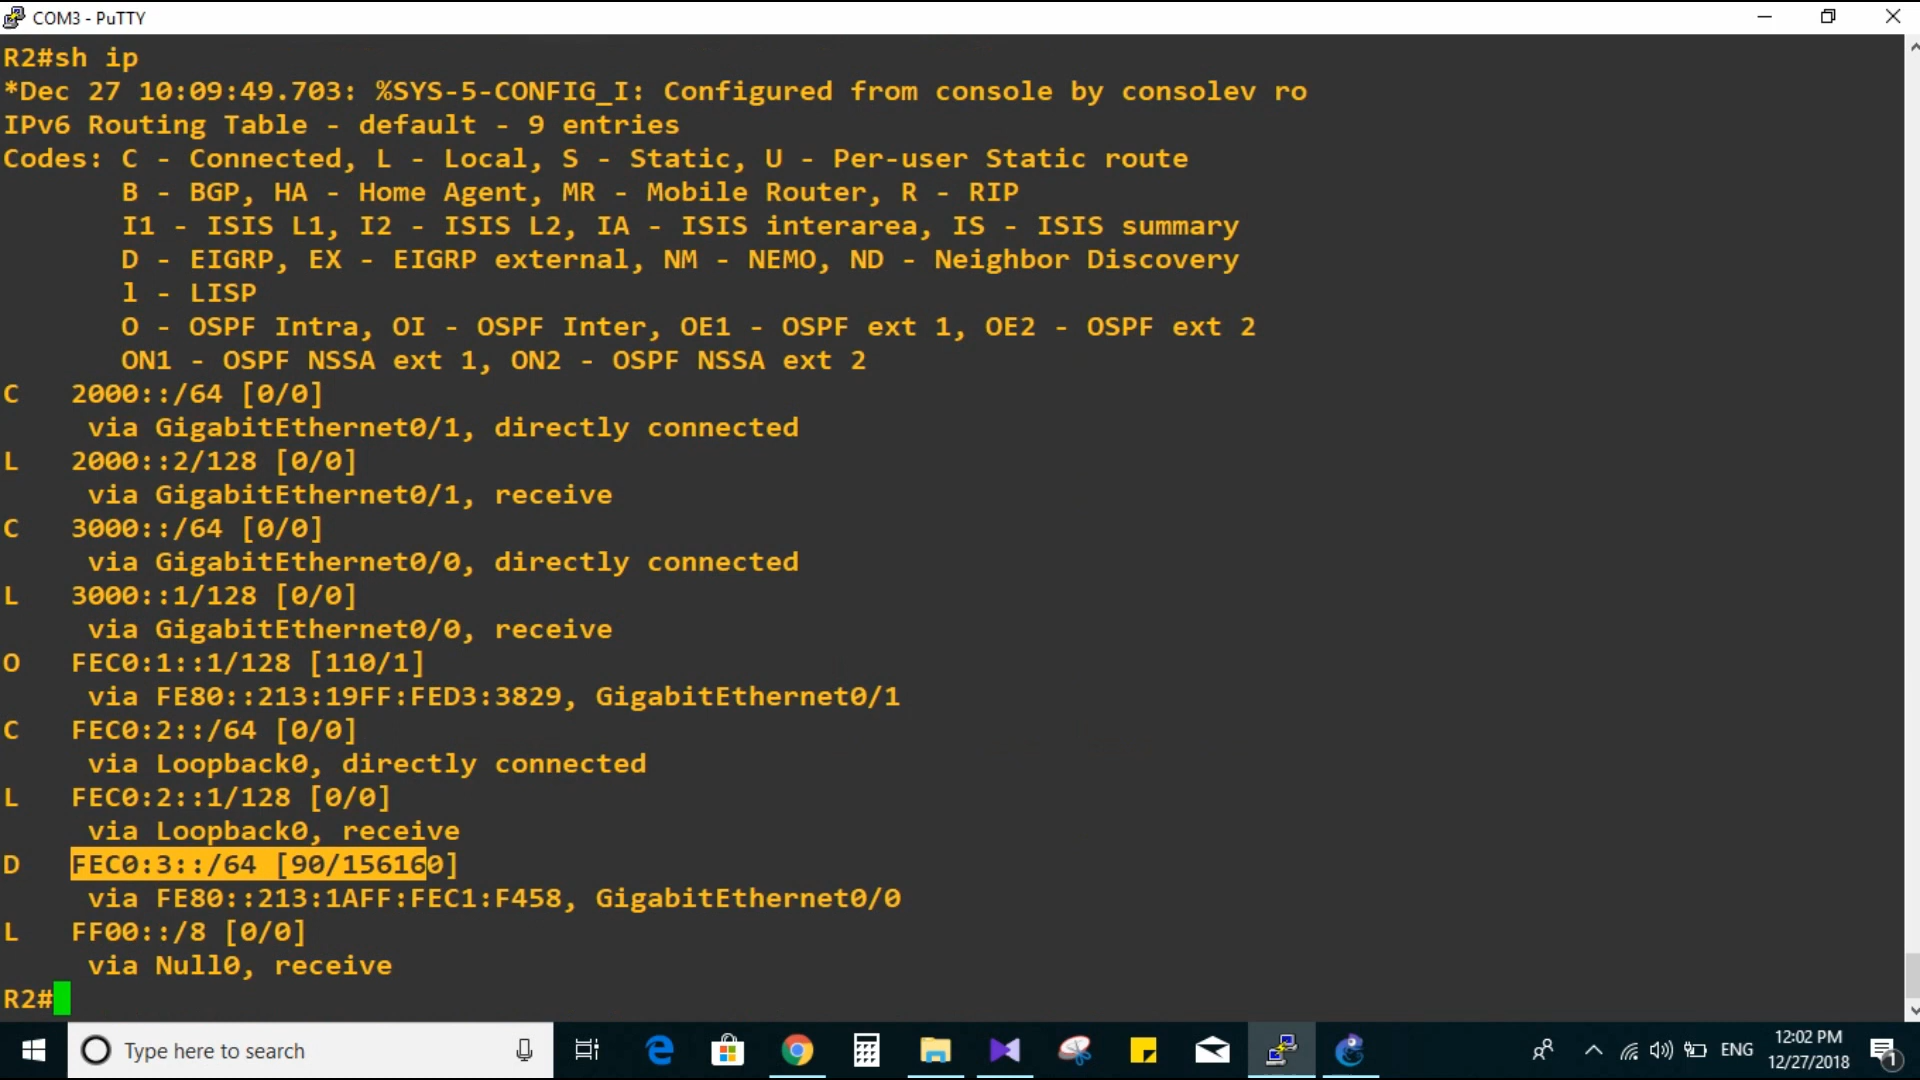 COM3 - PuTTY
R2#sh ip
*Dec 27 10:09:49.703: %SYS-5-CONFIG_I: Configured from console by consolev ro
IPv6 Routing Table - default - 9 entries
Codes: C - Connected, L - Local, S - Static, U - Per-user Static route
B - BGP, HA - Home Agent, MR - Mobile Router, R - RIP
I1 - ISIS L1, I2 - ISIS L2, IA - ISIS interarea, IS - ISIS summary
D - EIGRP, EX - EIGRP external, NM - NEMO, ND - Neighbor Discovery
l - LISP
O - OSPF Intra, OI - OSPF Inter, OE1 - OSPF ext 1, OE2 - OSPF ext 2
ON1 - OSPF NSSA ext 1, ON2 - OSPF NSSA ext 2
C 2000::/64 [0/0]
via GigabitEthernet0/1, directly connected
L 2000::2/128 [0/0]
via GigabitEthernet0/1, receive
C 3000::/64 [0/0]
via GigabitEthernet0/0, directly connected
L 3000::1/128 [0/0]
via GigabitEthernet0/0, receive
O FEC0:1::1/128 [110/1]
via FE80::213:19FF:FED3:3829, GigabitEthernet0/1
C FEC0:2::/64 [0/0]
via Loopback0, directly connected
L FEC0:2::1/128 [0/0]
via Loopback0, receive
D FEC0:3::/64 [90/156160]
via FE80::213:1AFF:FEC1:F458, GigabitEthernet0/0
L FF00::/8 [0/0]
via Null0, receive
R2#
Type here to search
ENG
12:02 PM
12/27/2018
1